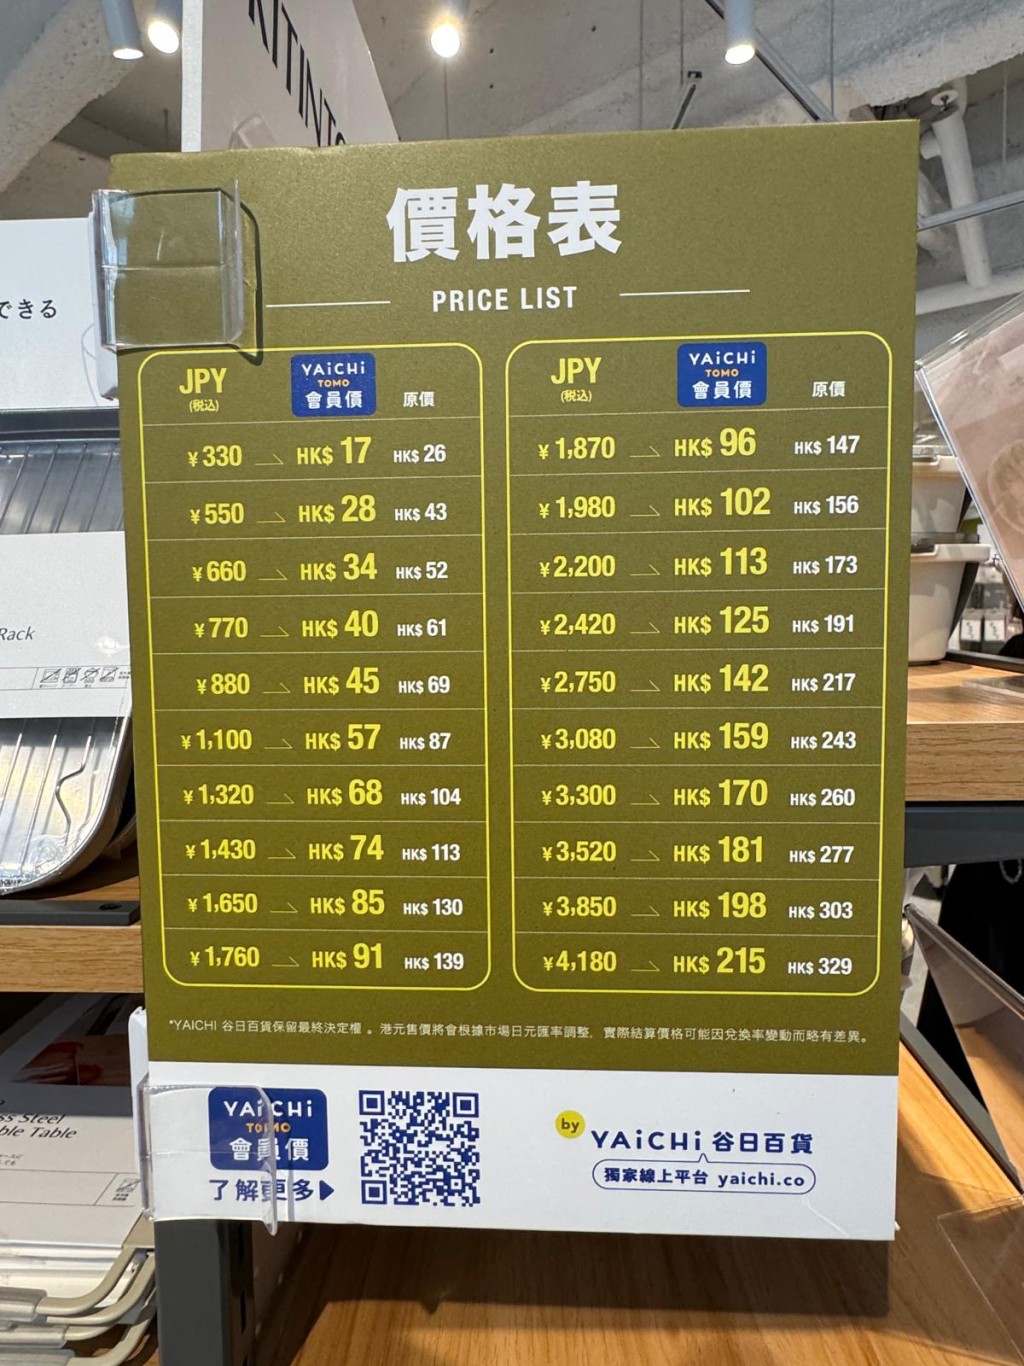 KITINTO
できる
Rack
価格表
PRICE LIST
JPY
(税込)
YAiCHi
TOMO
會員價
原價
¥330 HK$ 17 HK$ 26
¥550 HK$ 28 HK$ 43
¥660 HK$ 34 HK$ 52
¥770 HK$ 40 HK$ 61
¥880 HK$ 45 HK$ 69
¥1,100 HK$ 57 HK$ 87
¥1,320 HK$ 68 HK$ 104
¥1,430 HK$ 74 HK$ 113
¥1,650 HK$ 85 HK$ 130
¥1,760 HK$ 91 HK$ 139
JPY
(税込)
YAiCHi
TOMO
會員價
原價
¥1,870 HK$ 96 HK$ 147
¥1,980 HK$ 102 HK$ 156
¥2,200 HK$ 113 HK$ 173
¥2,420 HK$ 125 HK$ 191
¥2,750 HK$ 142 HK$ 217
¥3,080 HK$ 159 HK$ 243
¥3,300 HK$ 170 HK$ 260
¥3,520 HK$ 181 HK$ 277
¥3,850 HK$ 198 HK$ 303
¥4,180 HK$ 215 HK$ 329
*YAICHI 谷日百貨保留最終決定權。港元售價將會根據市場日元匯率調整，實際結算價格可能因兌換率變動而略有差異。
YAiCHi
TOMO
會員價
了解更多
by YAiCHi 谷日百貨
獨家線上平台 yaichi.co
ss Steel
ble Table